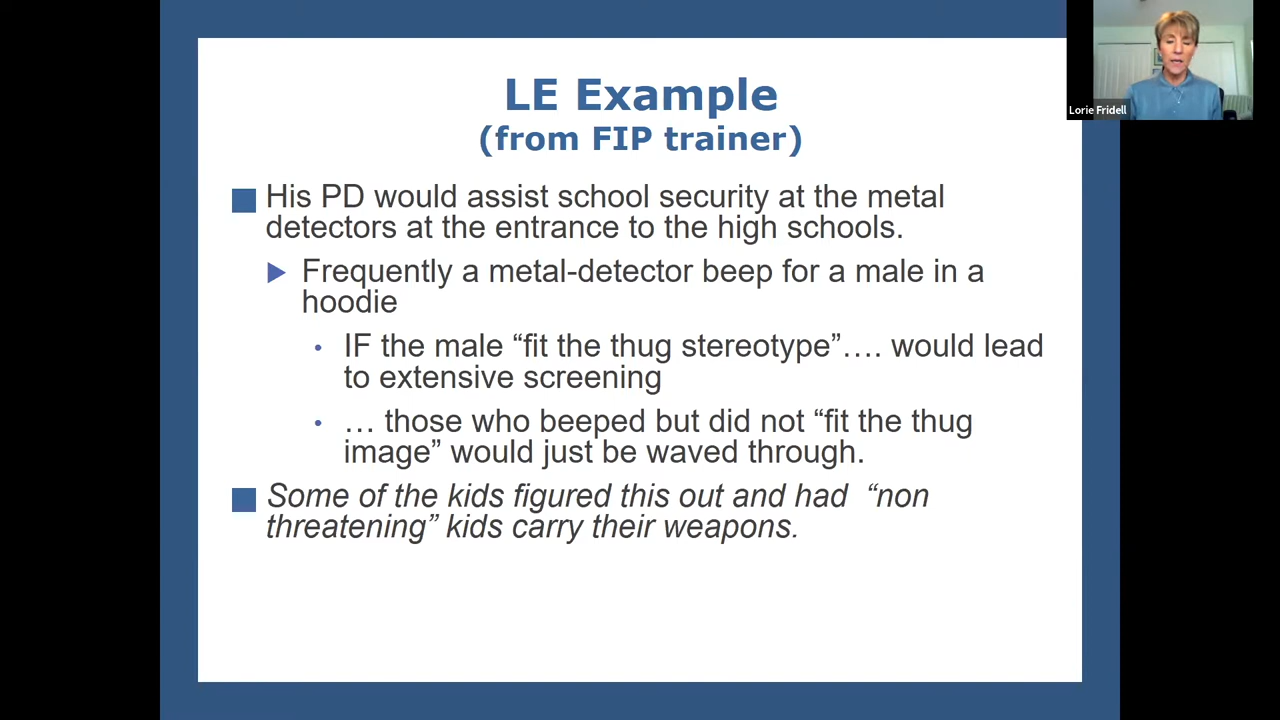 LE Example
(from FIP trainer)
His PD would assist school security at the metal
detectors at the entrance to the high schools.
Frequently a metal-detector beep for a male in a
hoodie
IF the male “fit the thug stereotype”…. would lead
to extensive screening
… those who beeped but did not “fit the thug
image” would just be waved through.
Some of the kids figured this out and had “non
threatening” kids carry their weapons.
Lorie Fridell